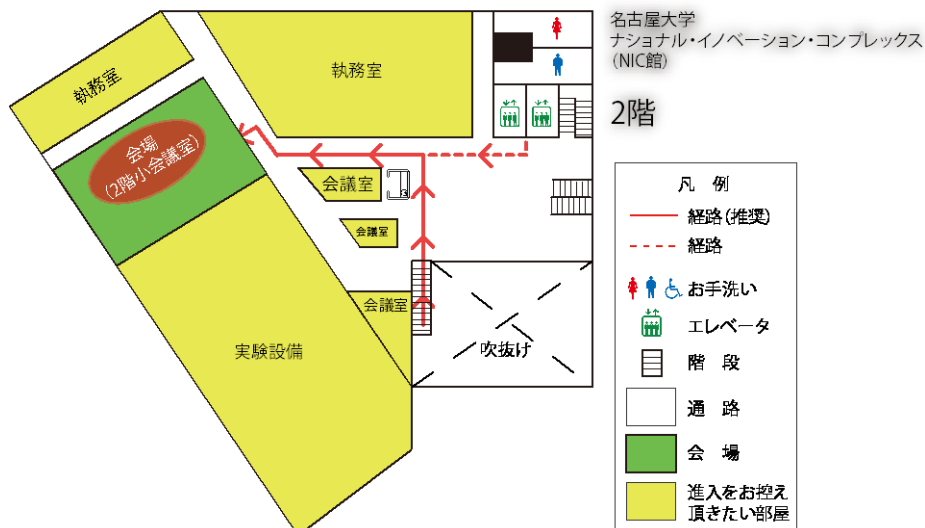 名古屋大学
ナショナル・イノベーション・コンプレックス
(NIC館)
2階
執務室
執務室
会場
(2階小会議室)
会議室
会議室
会議室
実験設備
吹抜け
凡 例
経路(推奨)
経路
お手洗い
エレベータ
階 段
通 路
会 場
進入をお控え
頂きたい部屋